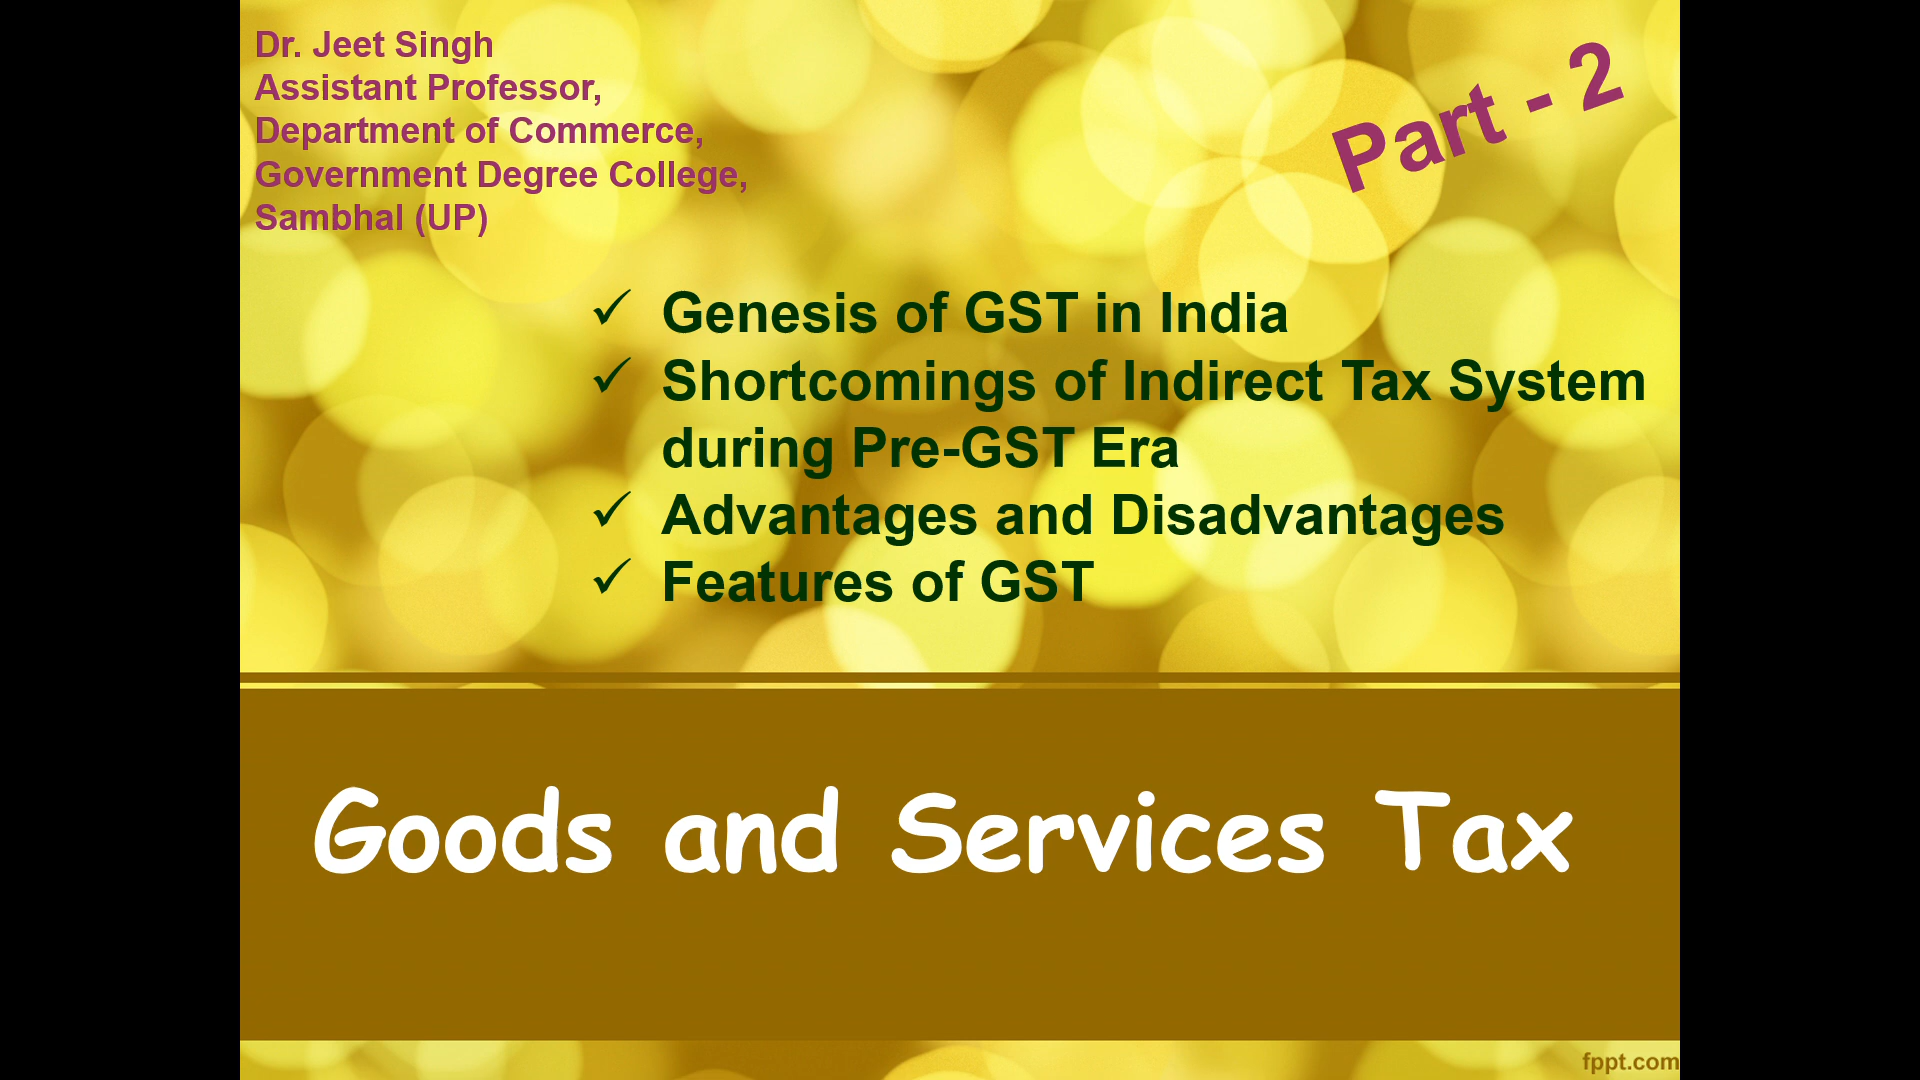 Dr. Jeet Singh
Assistant Professor,
Department of Commerce,
Government Degree College,
Sambhal (UP)
Part - 2
✓ Genesis of GST in India
✓ Shortcomings of Indirect Tax System
during Pre-GST Era
✓ Advantages and Disadvantages
✓ Features of GST
Goods and Services Tax
fppt.com